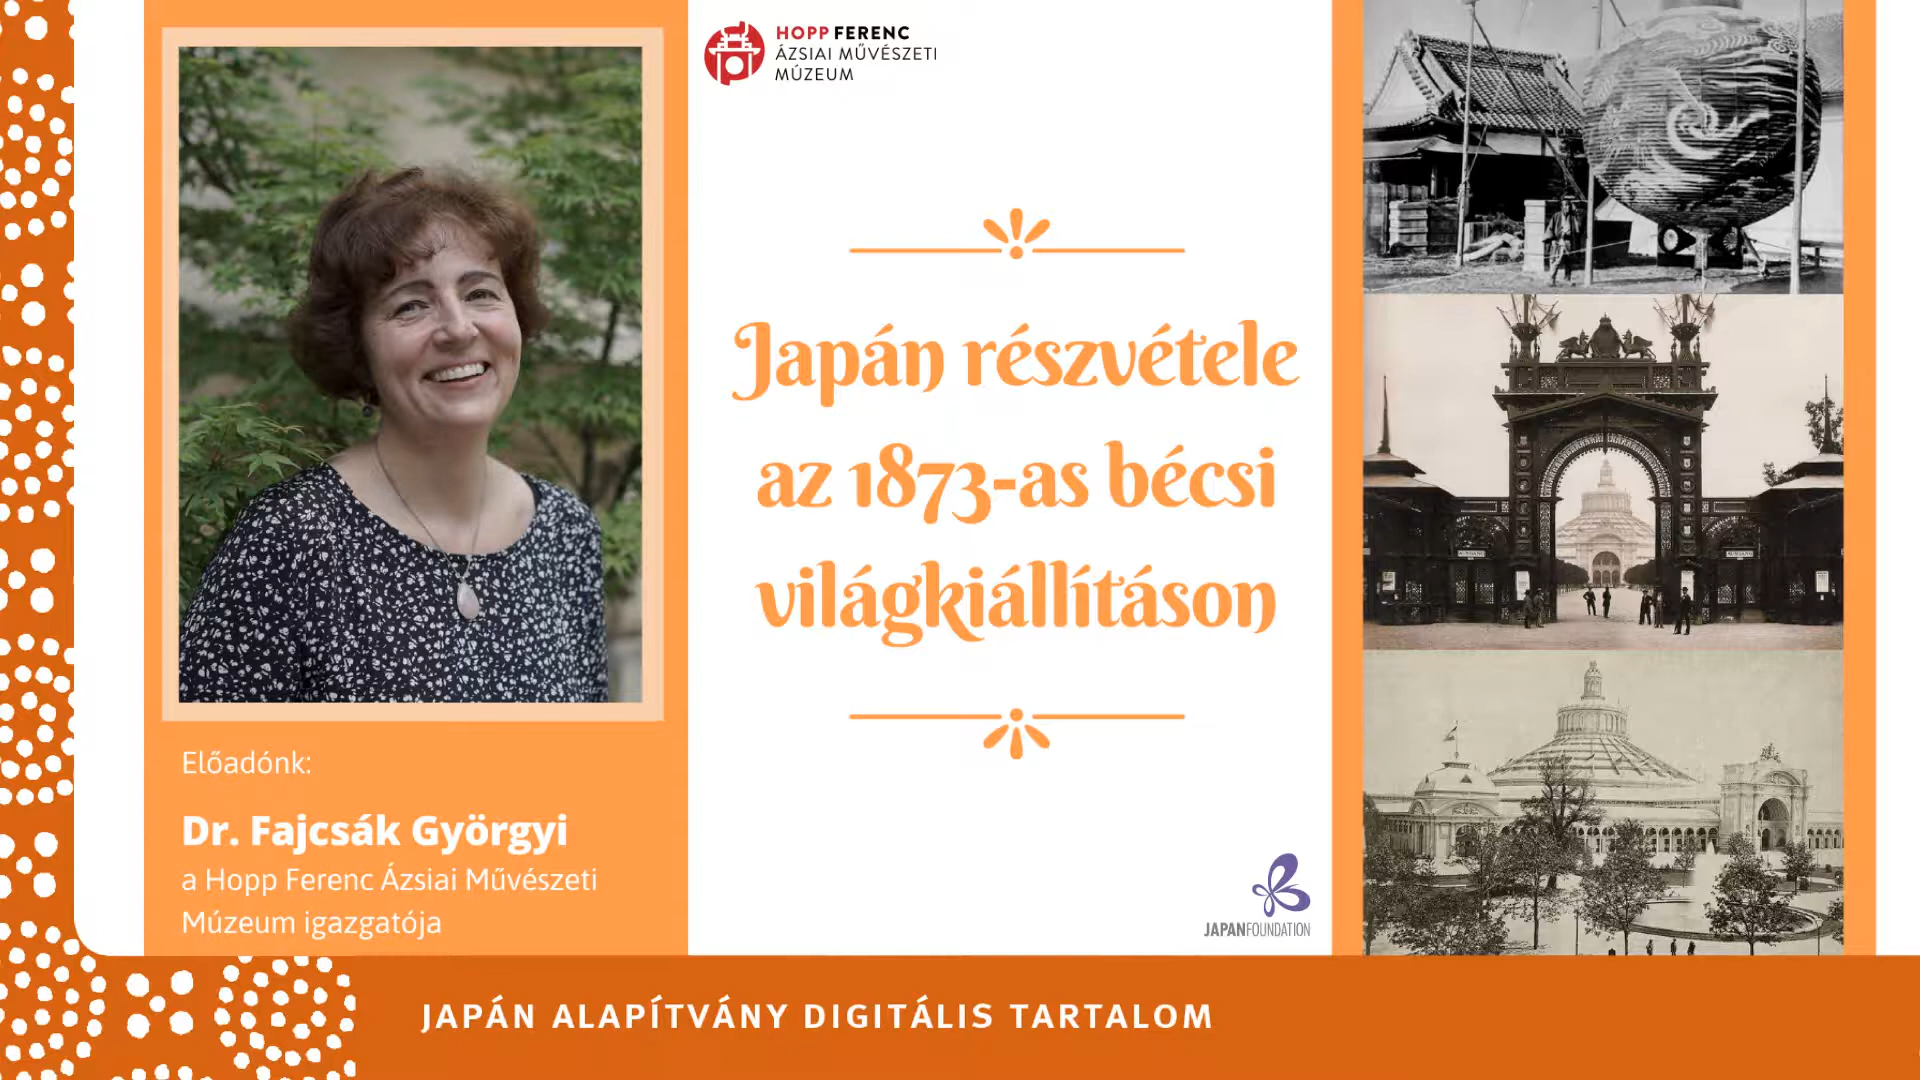 HOPP FERENC
ÁZSIAI MŰVÉSZETI
MÚZEUM
Japán részvétele
az 1873-as bécsi
világkiállításon
Előadónk:
Dr. Fajcsák Györgyi
a Hopp Ferenc Ázsiai Művészeti
Múzeum igazgatója
JAPANFOUNDATION
JAPÁN ALAPÍTVÁNY DIGITÁLIS TARTALOM